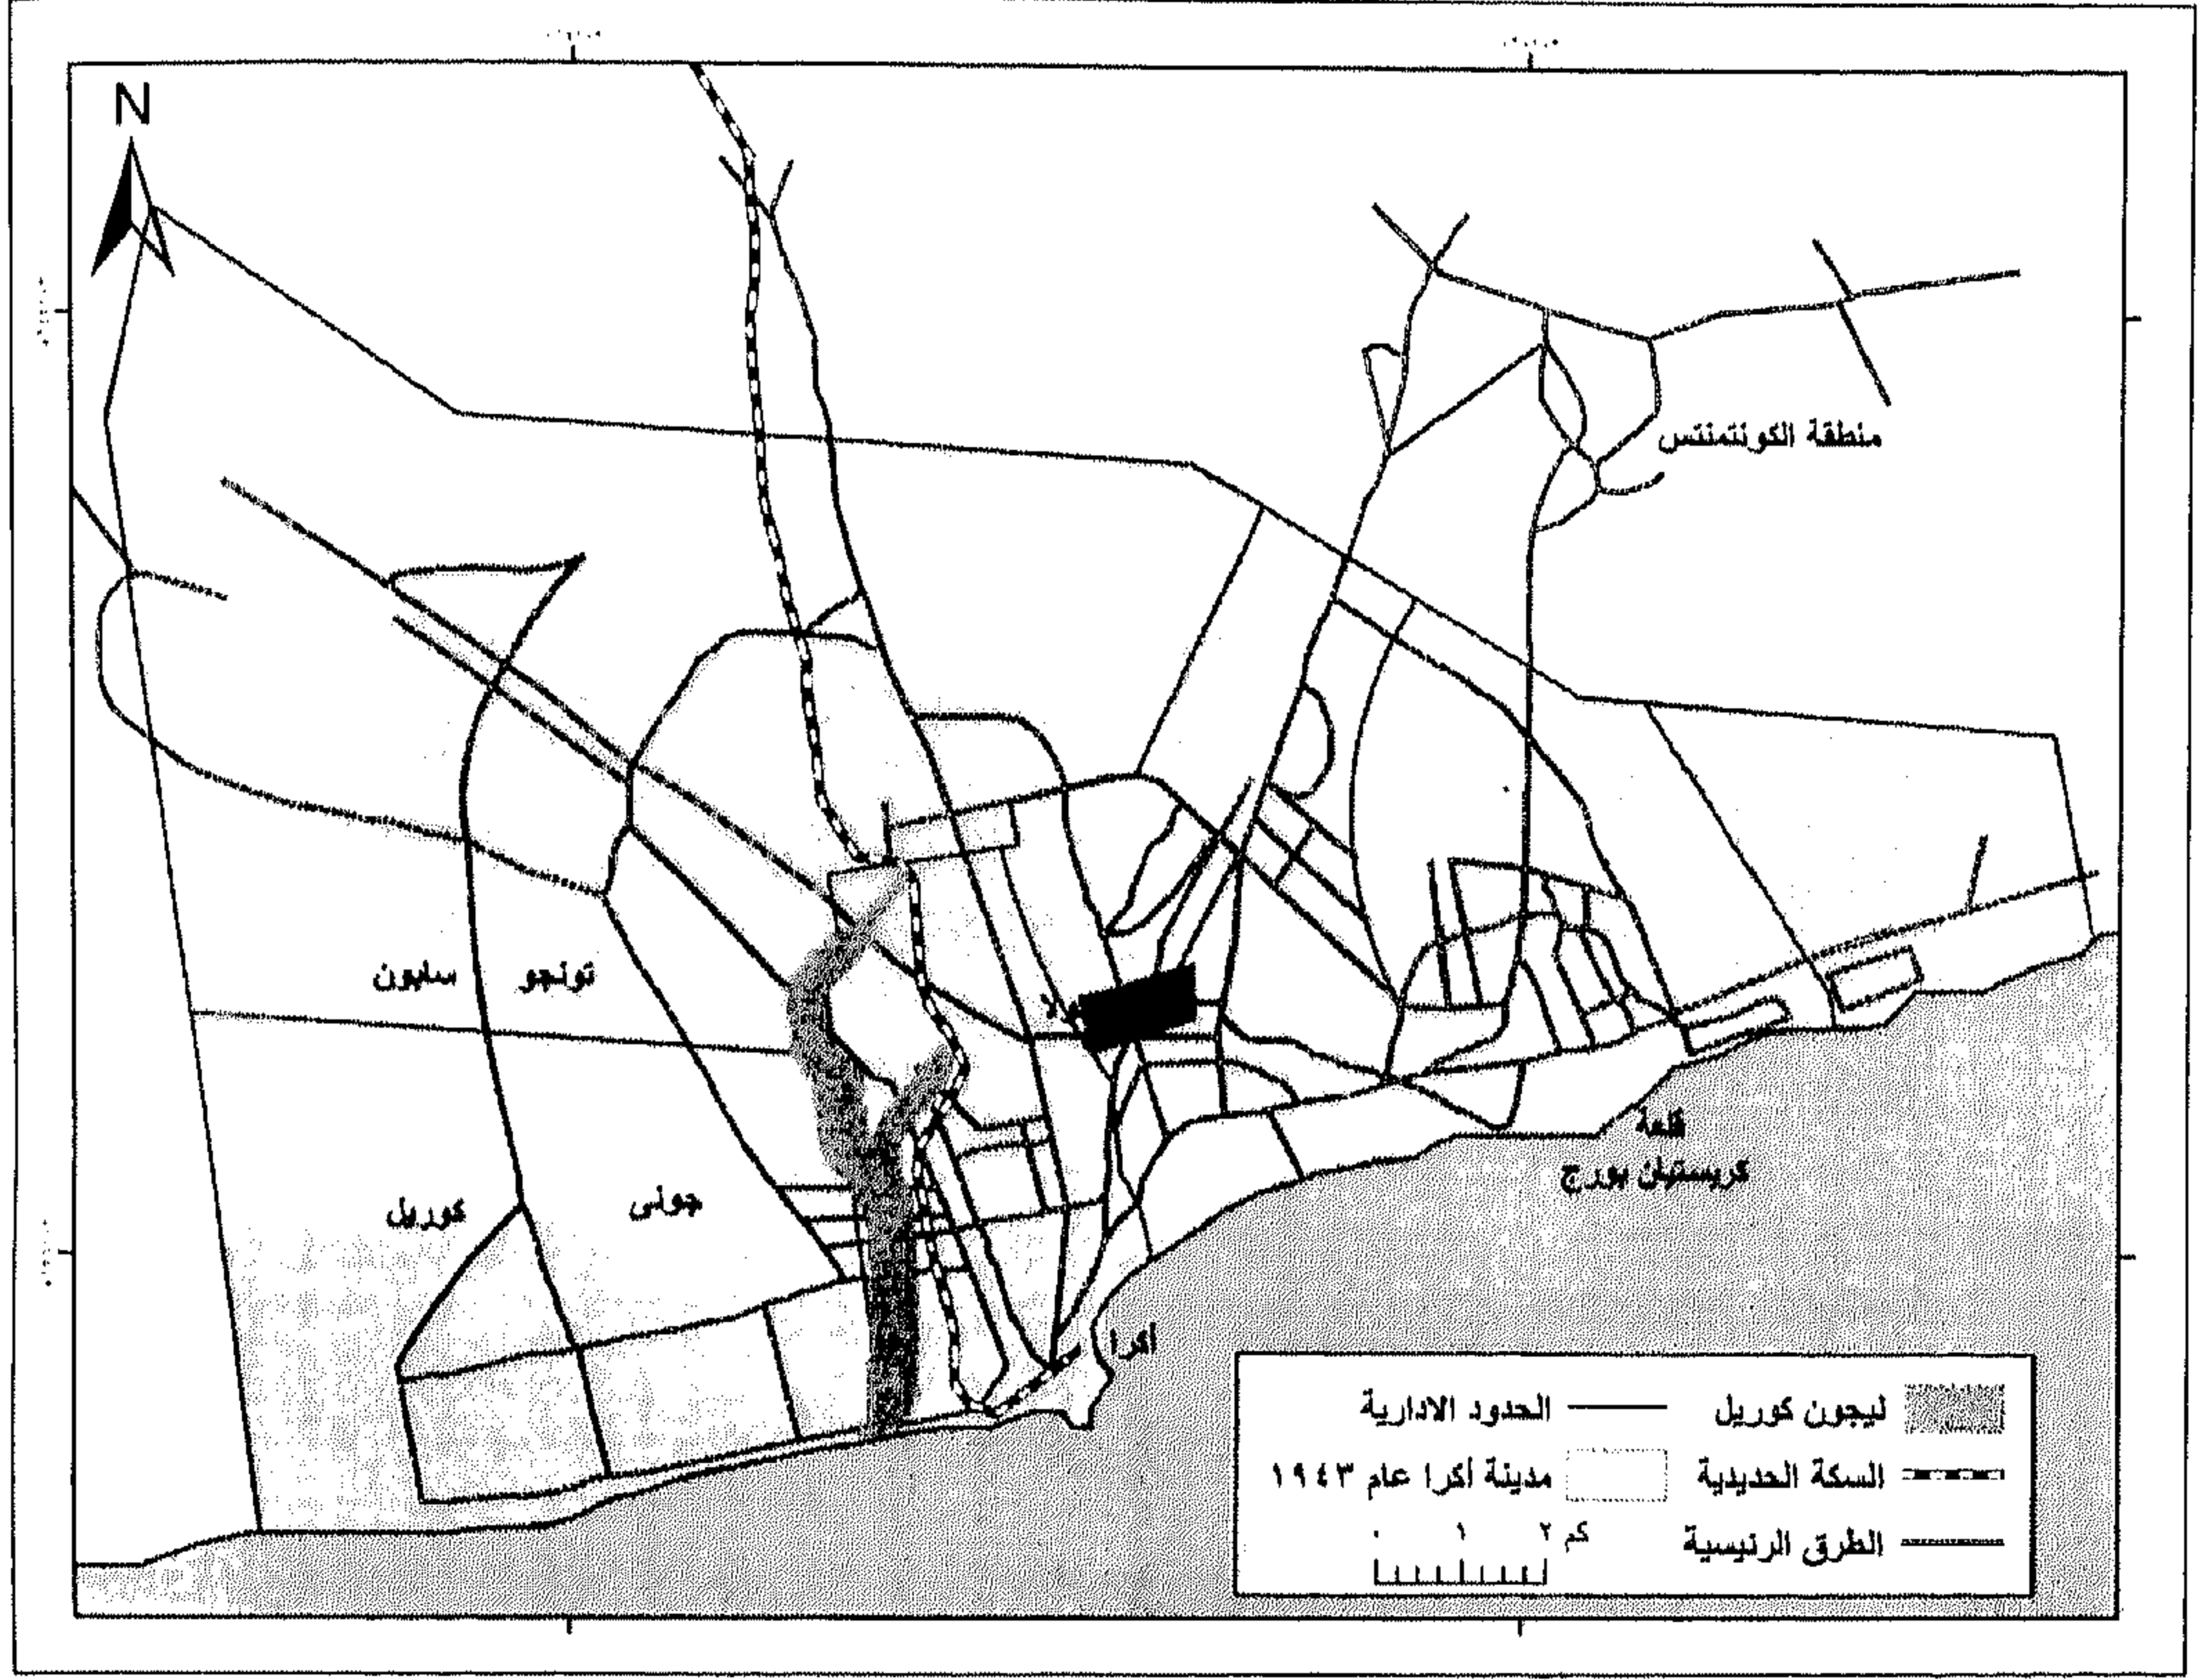 N
منطقة الكونتمنتس
سابون
تونجو
كوريل
جونى
قلعة
كريستيان بورج
أكرا
ليجون كوريل
الحدود الادارية
السكة الحديدية
مدينة أكرا عام ١٩٤٣
الطرق الرئيسية
٠ ١ ٢ كم